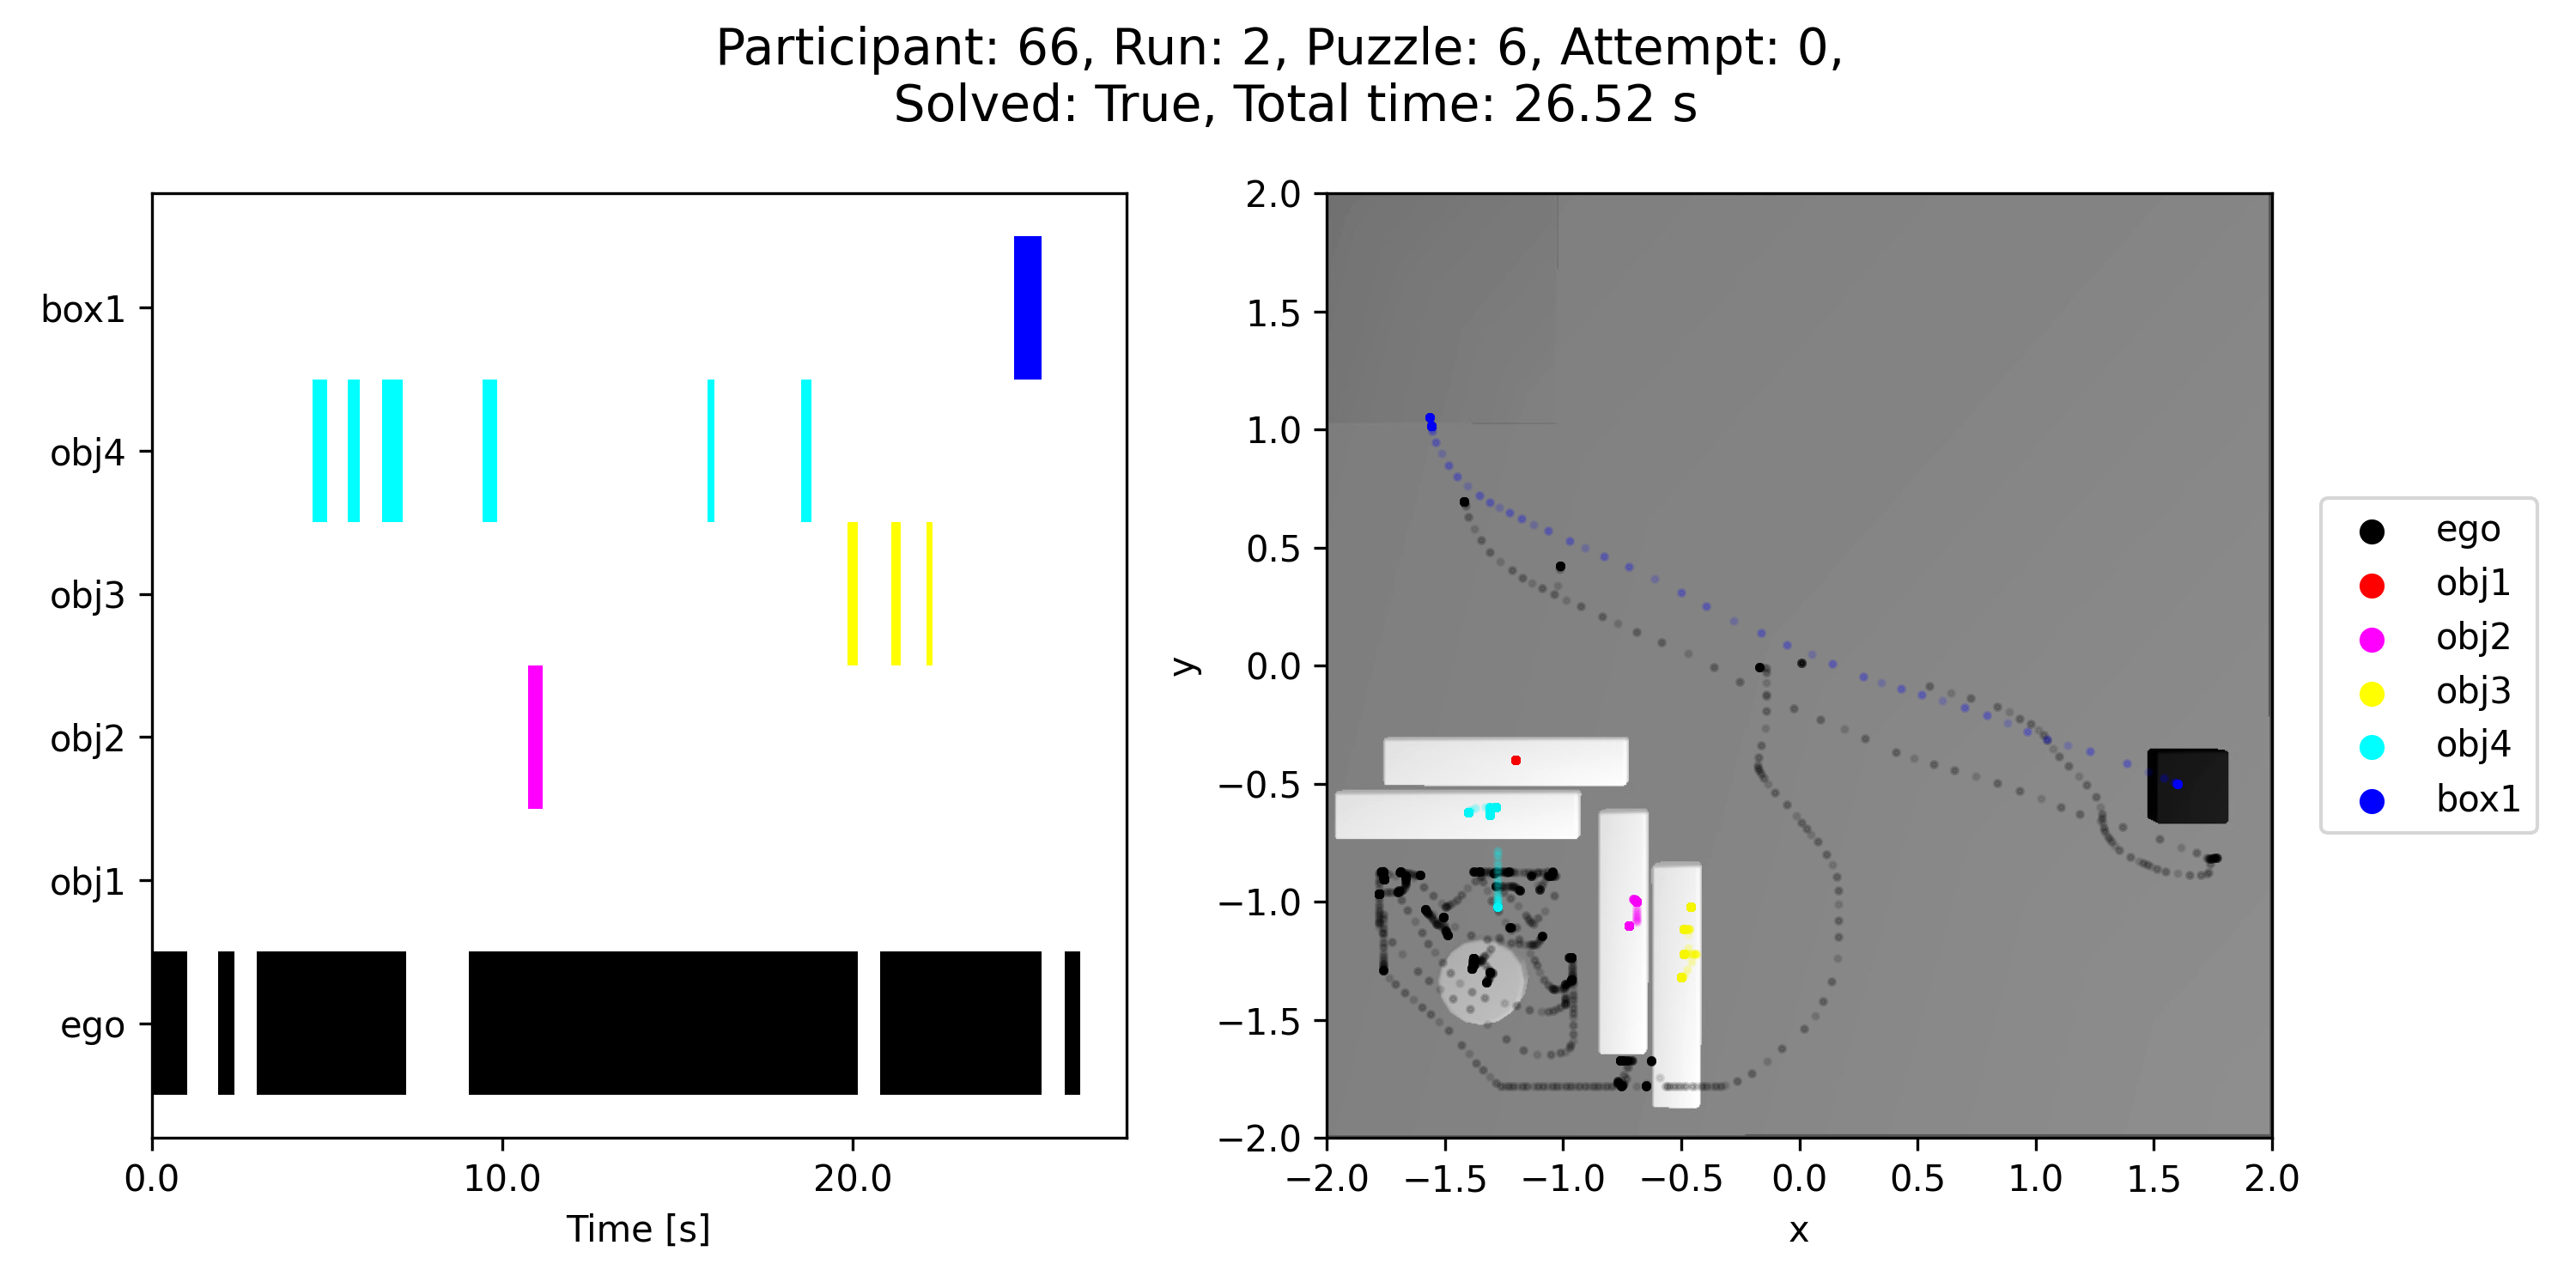 Participant: 66, Run: 2, Puzzle: 6, Attempt: 0,
Solved: True, Total time: 26.52 s
box1
obj4
obj3
obj2
obj1
ego
0.0
10.0
20.0
Time [s]
2.0
1.5
1.0
0.5
0.0
−0.5
−1.0
−1.5
−2.0
y
−2.0
−1.5
−1.0
−0.5
0.0
0.5
1.0
1.5
2.0
x
ego
obj1
obj2
obj3
obj4
box1